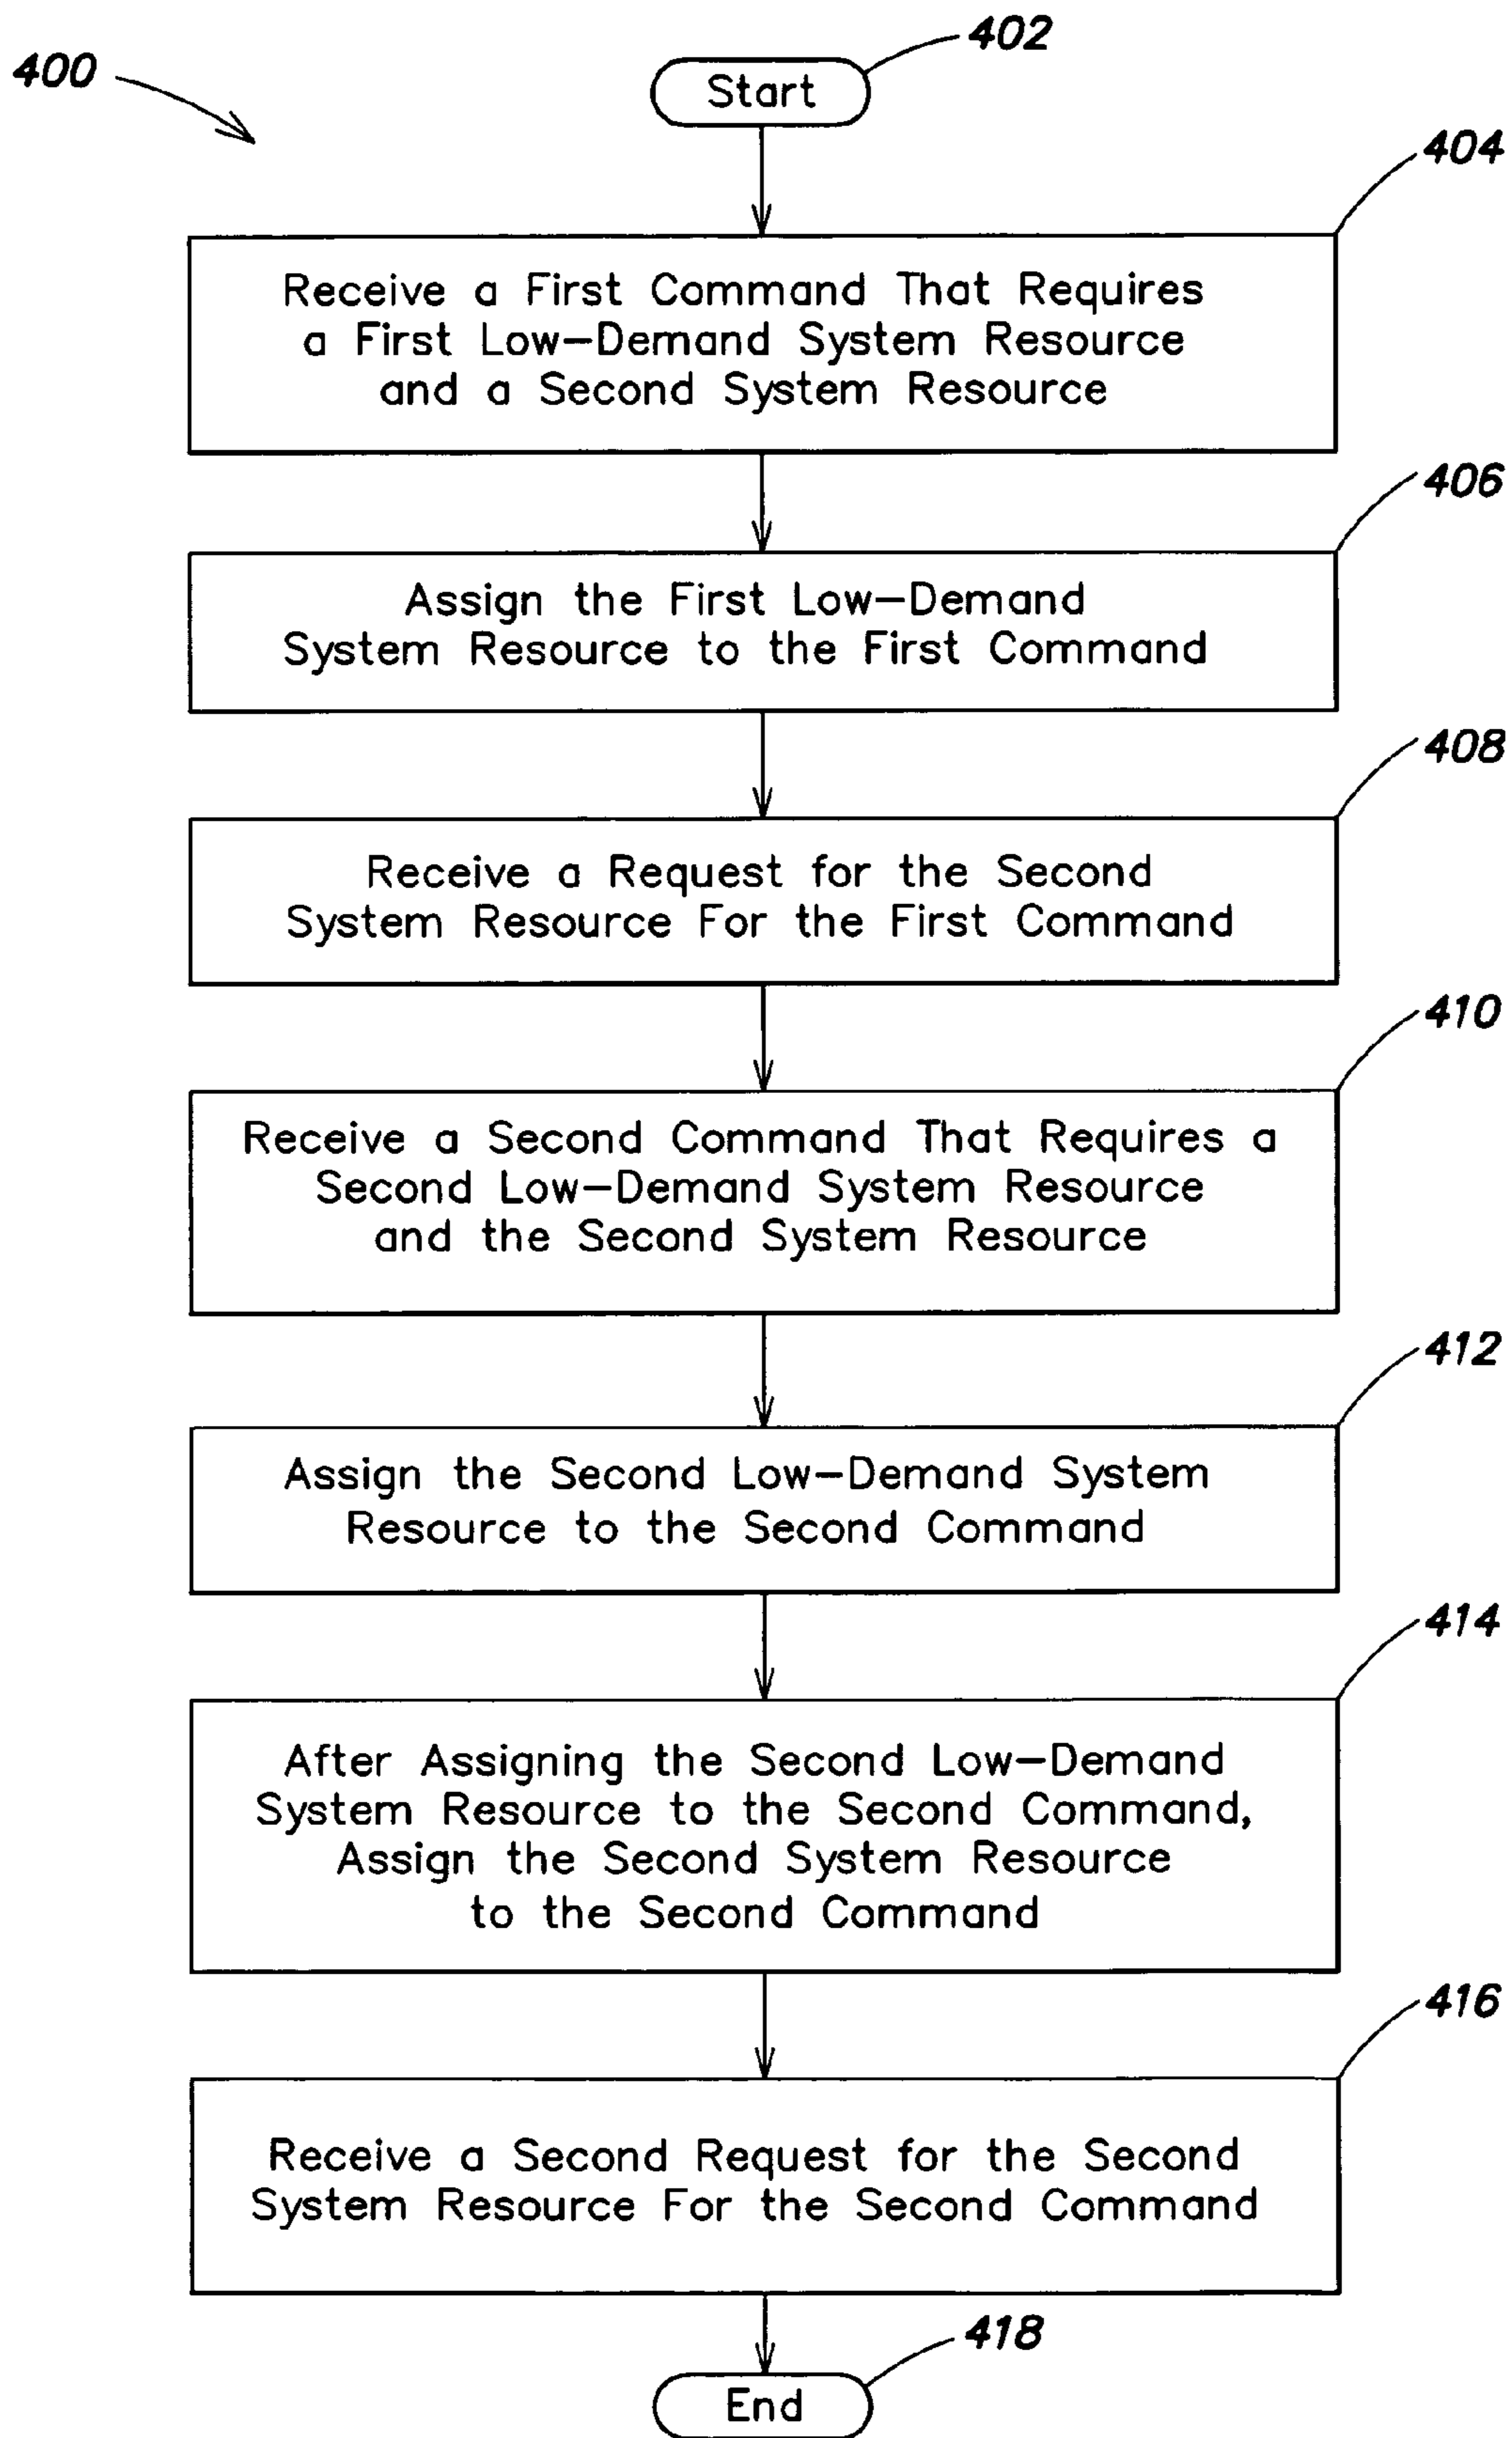 402
400
Start
404
Receive a First Command That Requires
a First Low-Demand System Resource
and a Second System Resource
406
Assign the First Low-Demand
System Resource to the First Command
408
Receive a Request for the Second
System Resource For the First Command
410
Receive a Second Command That Requires a
Second Low-Demand System Resource
and the Second System Resource
412
Assign the Second Low-Demand System
Resource to the Second Command
414
After Assigning the Second Low-Demand
System Resource to the Second Command,
Assign the Second System Resource
to the Second Command
416
Receive a Second Request for the Second
System Resource For the Second Command
418
End